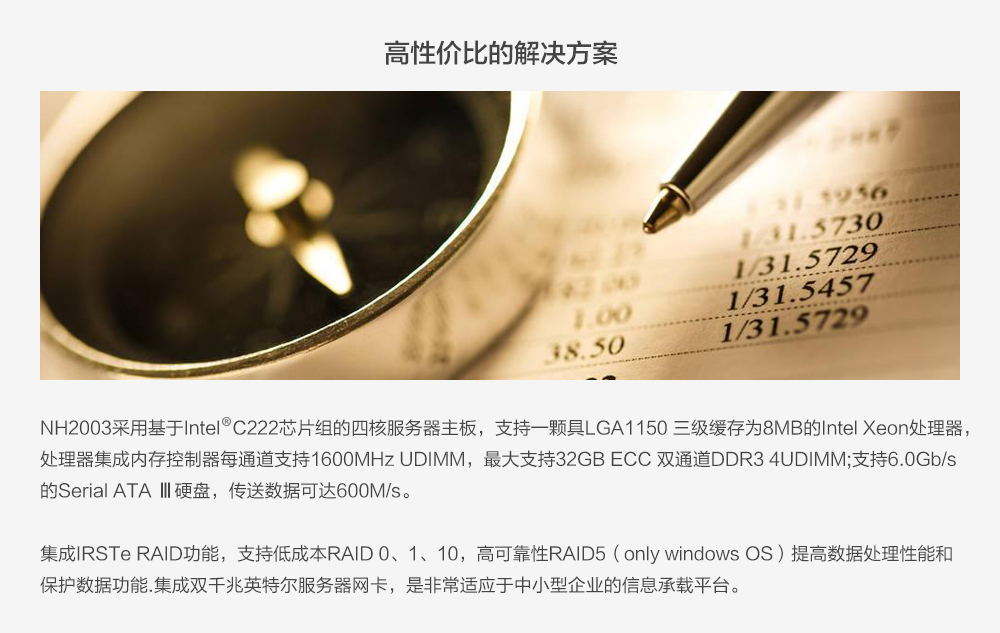 高性价比的解决方案
1/31.5956
1/31.5730
1/31.5729
1.00 1/31.5457
38.50 1/31.5729
NH2003采用基于Intel®C222芯片组的四核服务器主板，支持一颗具LGA1150 三级缓存为8MB的Intel Xeon处理器，
处理器集成内存控制器每通道支持1600MHz UDIMM，最大支持32GB ECC 双通道DDR3 4UDIMM;支持6.0Gb/s
的Serial ATA Ⅲ硬盘，传送数据可达600M/s。
集成IRSTe RAID功能，支持低成本RAID 0、1、10，高可靠性RAID5（only windows OS）提高数据处理性能和
保护数据功能.集成双千兆英特尔服务器网卡，是非常适应于中小型企业的信息承载平台。